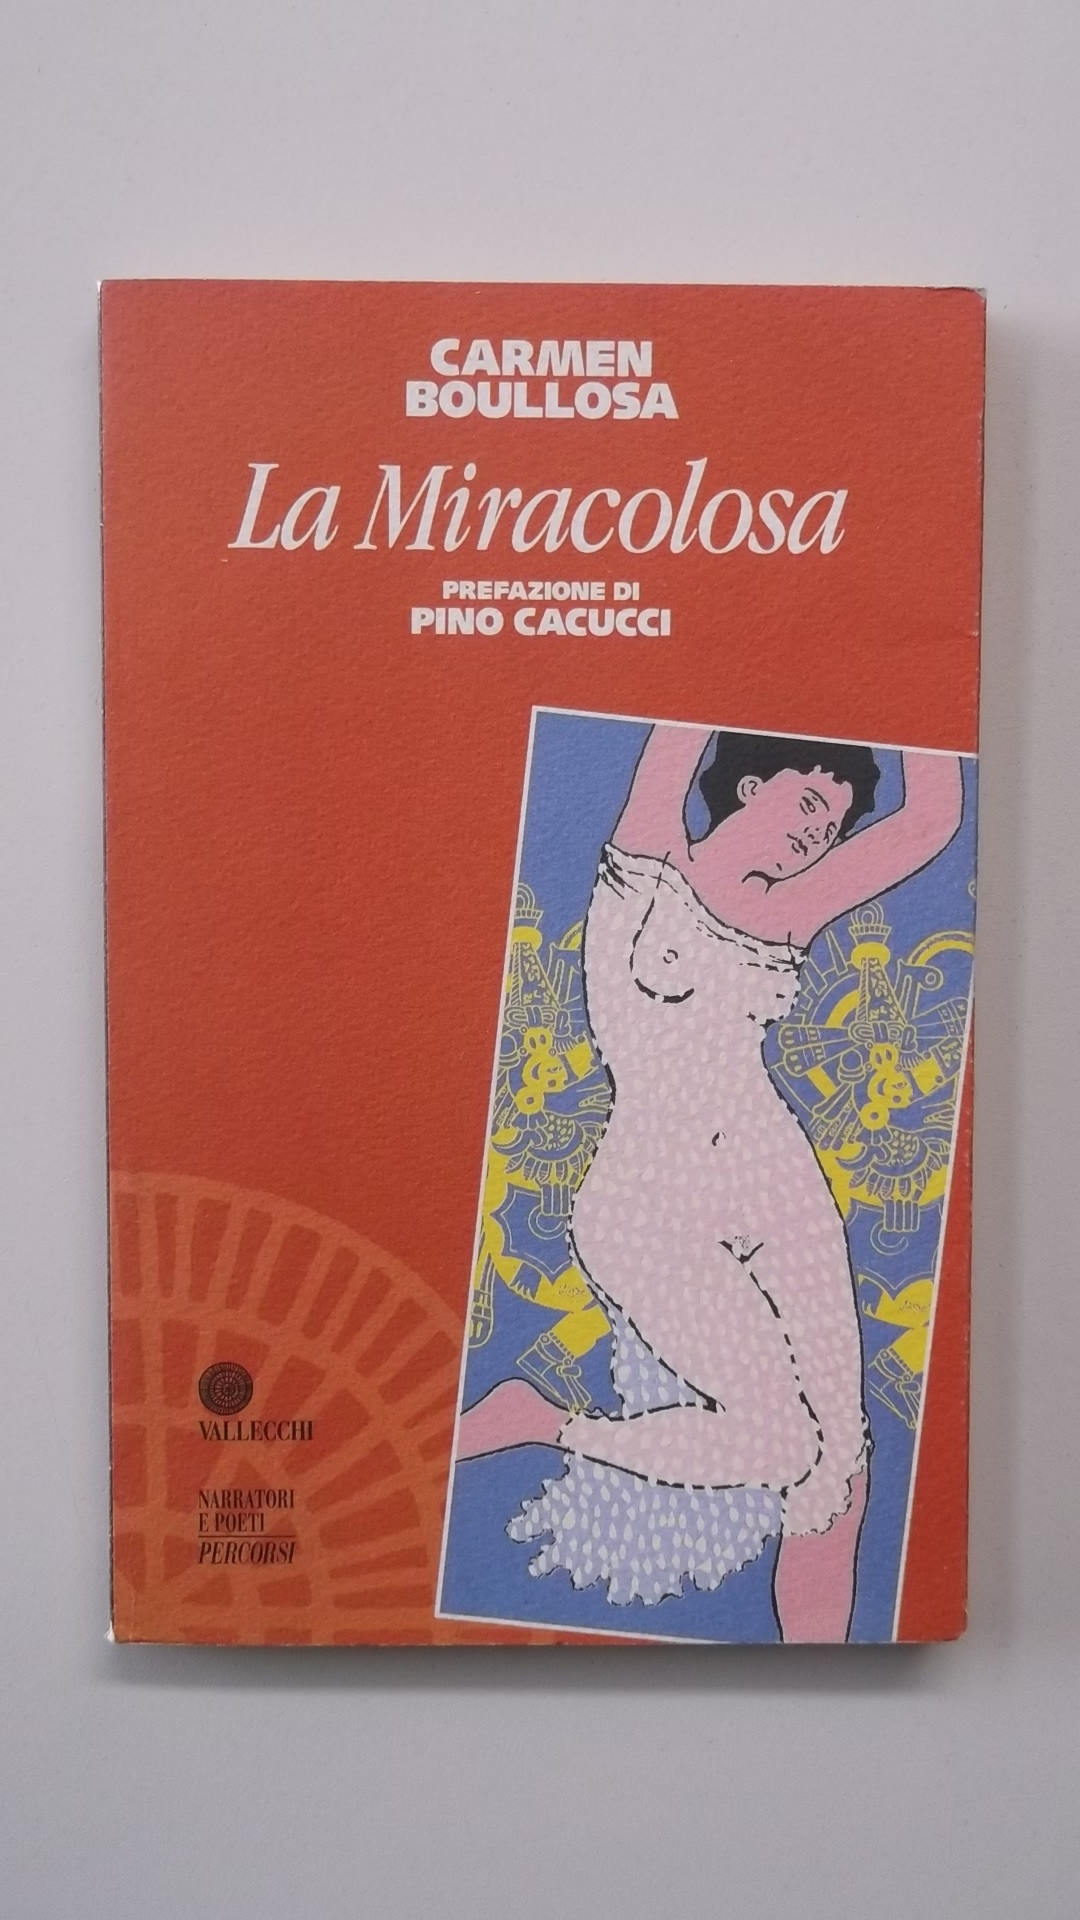 CARMEN
BOULLOSA
La Miracolosa
PREFAZIONE DI
PINO CACUCCI
VALLECCHI
NARRATORI
E POETI
PERCORSI